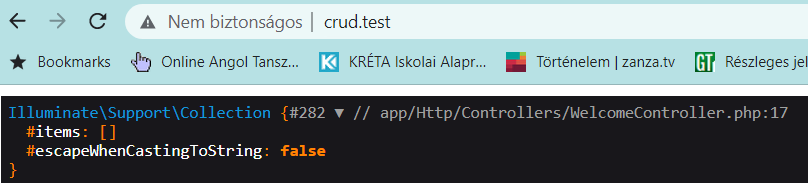 Nem biztonságos | crud.test
Bookmarks Online Angol Tansz... KRÉTA Iskolai Alapr... Történelem | zanza.tv GT Részleges jel
Illuminate\Support\Collection {#282 ▼ // app/Http/Controllers/WelcomeController.php:17
#items: []
#escapeWhenCastingToString: false
}